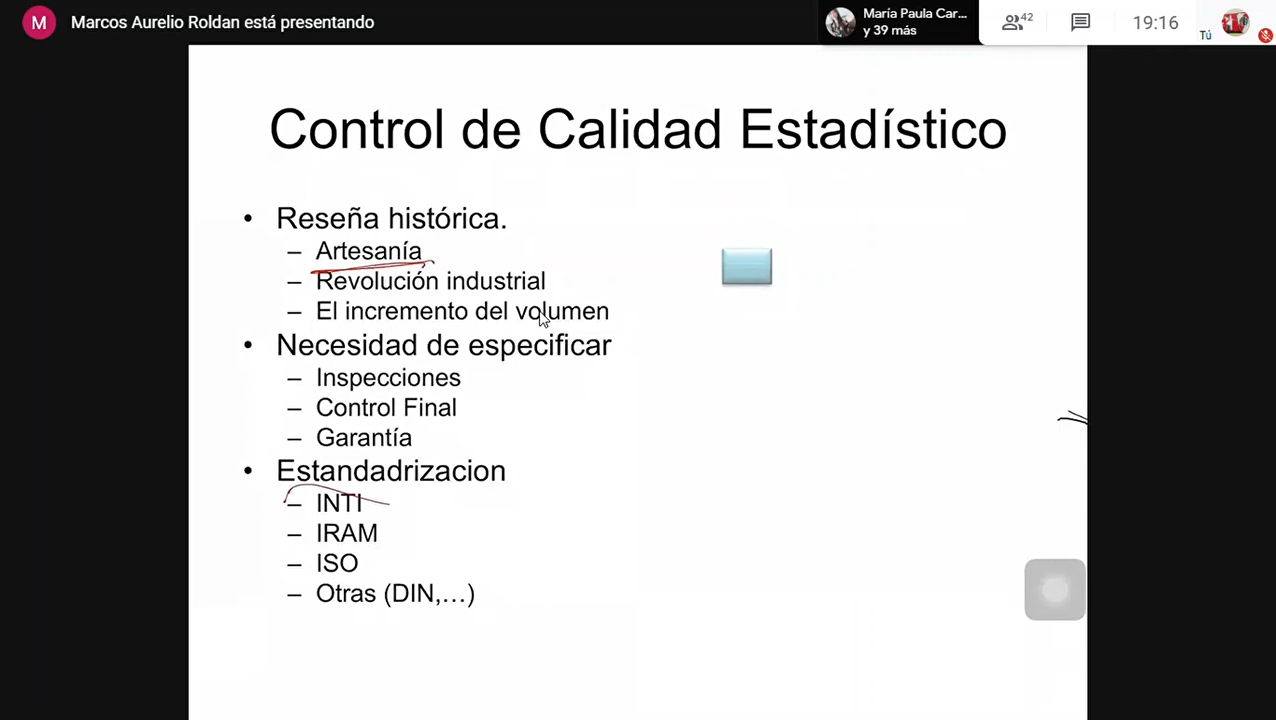 M Marcos Aurelio Roldan está presentando
María Paula Car...
y 39 más
42
19:16
Tú
Control de Calidad Estadístico
• Reseña histórica.
– Artesanía
– Revolución industrial
– El incremento del volumen
• Necesidad de especificar
– Inspecciones
– Control Final
– Garantía
• Estandadrizacion
– INTI
– IRAM
– ISO
– Otras (DIN,...)